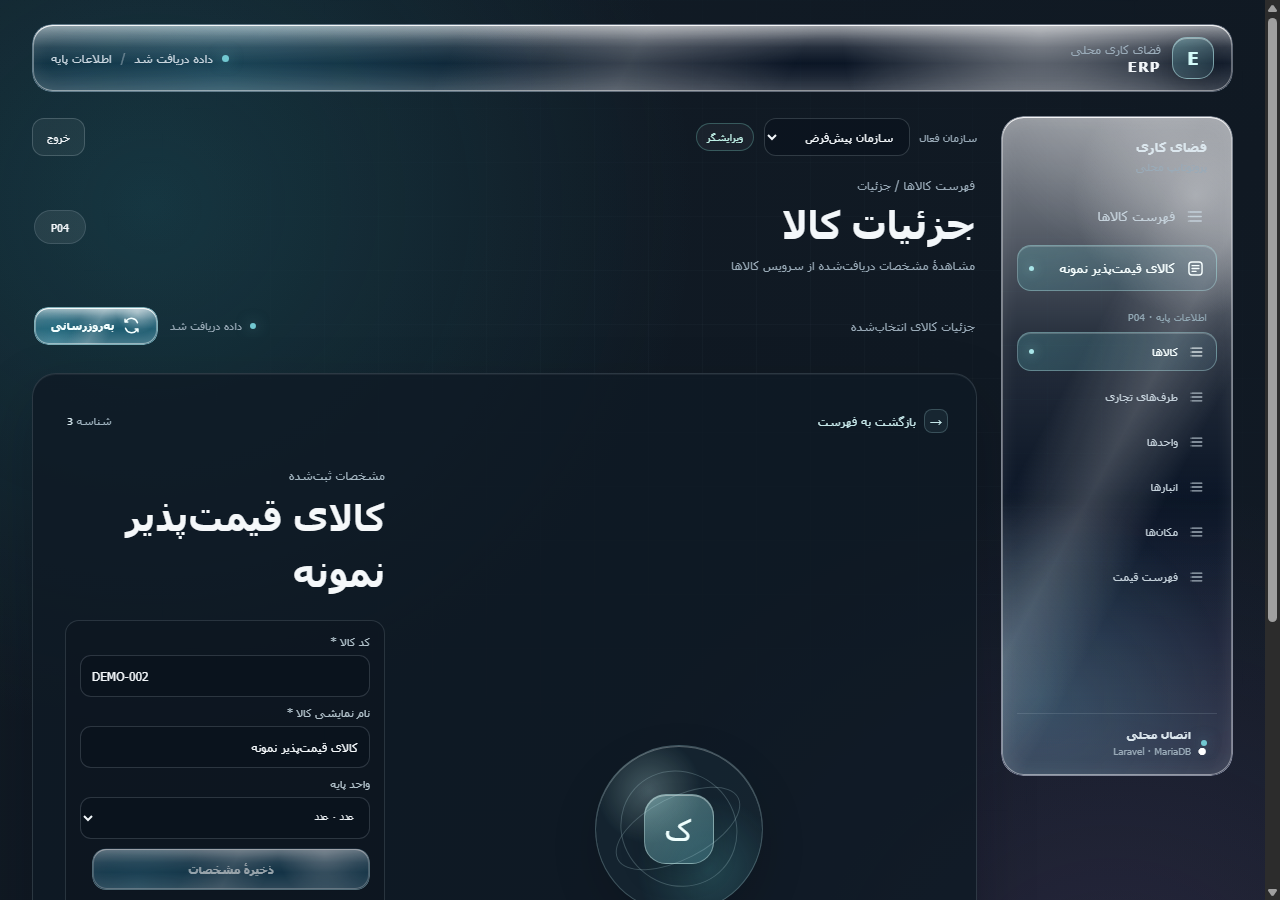 E
فضای کاری محلی
ERP
داده دریافت شد / اطلاعات پایه
سازمان فعال
سازمان پیش‌فرض
ویرایشگر
خروج
فهرست کالاها / جزئیات
جزئیات کالا
P04
مشاهدهٔ مشخصات دریافت‌شده از سرویس کالاها
جزئیات کالای انتخاب‌شده
داده دریافت شد
به‌روزرسانی
فضای کاری
فهرست کالاها
کالای قیمت‌پذیر نمونه
اطلاعات پایه · P04
کالاها
طرف‌های تجاری
واحدها
انبارها
مکان‌ها
فهرست قیمت
اتصال محلی
Laravel · MariaDB
→ بازگشت به فهرست
شناسه 3
مشخصات ثبت‌شده
کالای قیمت‌پذیر
نمونه
کد کالا *
DEMO-002
نام نمایشی کالا *
کالای قیمت‌پذیر نمونه
واحد پایه
عدد · عدد
ذخیرهٔ مشخصات
ک